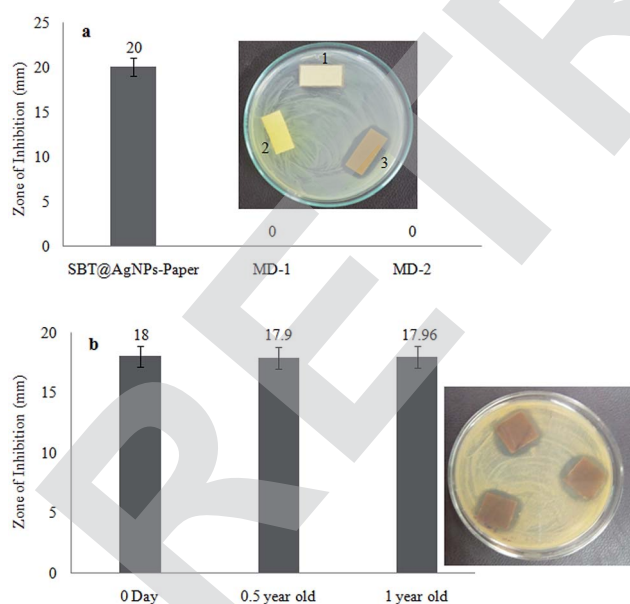 a
Zone of Inhibition (mm)
25
20
15
10
5
0
20
0
0
1
2
3
SBT@AgNPs-Paper MD-1 MD-2
b
Zone of Inhibition (mm)
20
15
10
5
0
18
17.9
17.96
0 Day 0.5 year old 1 year old
RETR